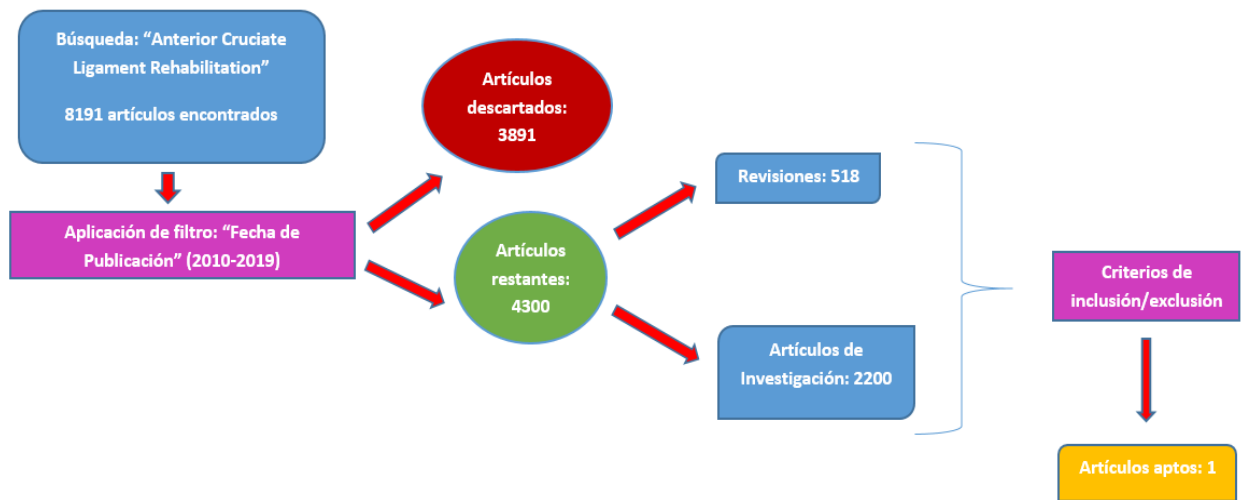 Búsqueda: “Anterior Cruciate
Ligament Rehabilitation”
8191 artículos encontrados
Aplicación de filtro: “Fecha de
Publicación” (2010-2019)
Artículos
descartados:
3891
Artículos
restantes:
4300
Revisiones: 518
Artículos de
Investigación: 2200
Criterios de
inclusión/exclusión
Artículos aptos: 1